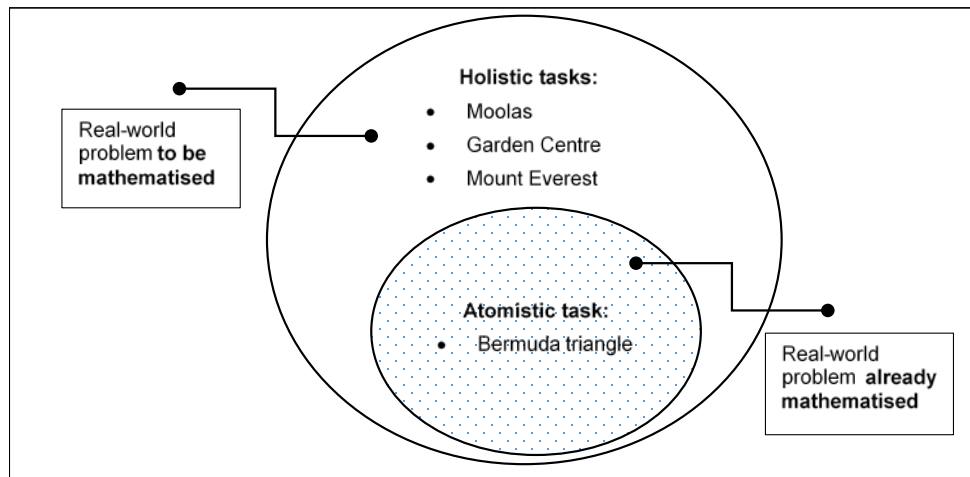 Holistic tasks:
• Moolas
• Garden Centre
• Mount Everest
Real-world
problem to be
mathematised
Atomistic task:
• Bermuda triangle
Real-world
problem already
mathematised